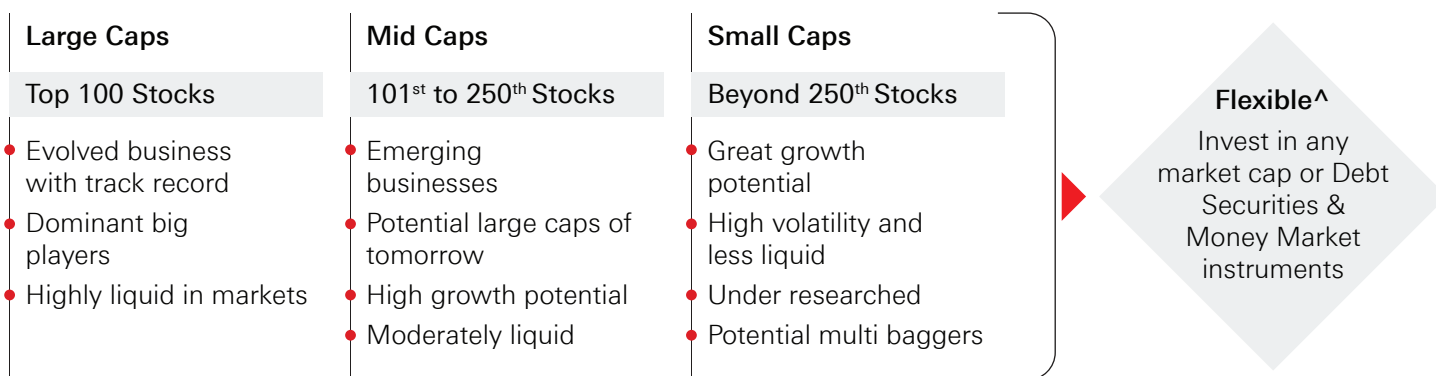 Large Caps
Top 100 Stocks
Evolved business
with track record
Dominant big
players
Highly liquid in markets
Mid Caps
101st to 250th Stocks
Emerging
businesses
Potential large caps of
tomorrow
High growth potential
Moderately liquid
Small Caps
Beyond 250th Stocks
Great growth
potential
High volatility and
less liquid
Under researched
Potential multi baggers
Flexible^
Invest in any
market cap or Debt
Securities &
Money Market
instruments